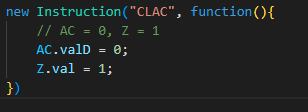 new Instruction("CLAC", function(){
    // AC = 0, Z = 1
    AC.valD = 0;
    Z.val = 1;
})